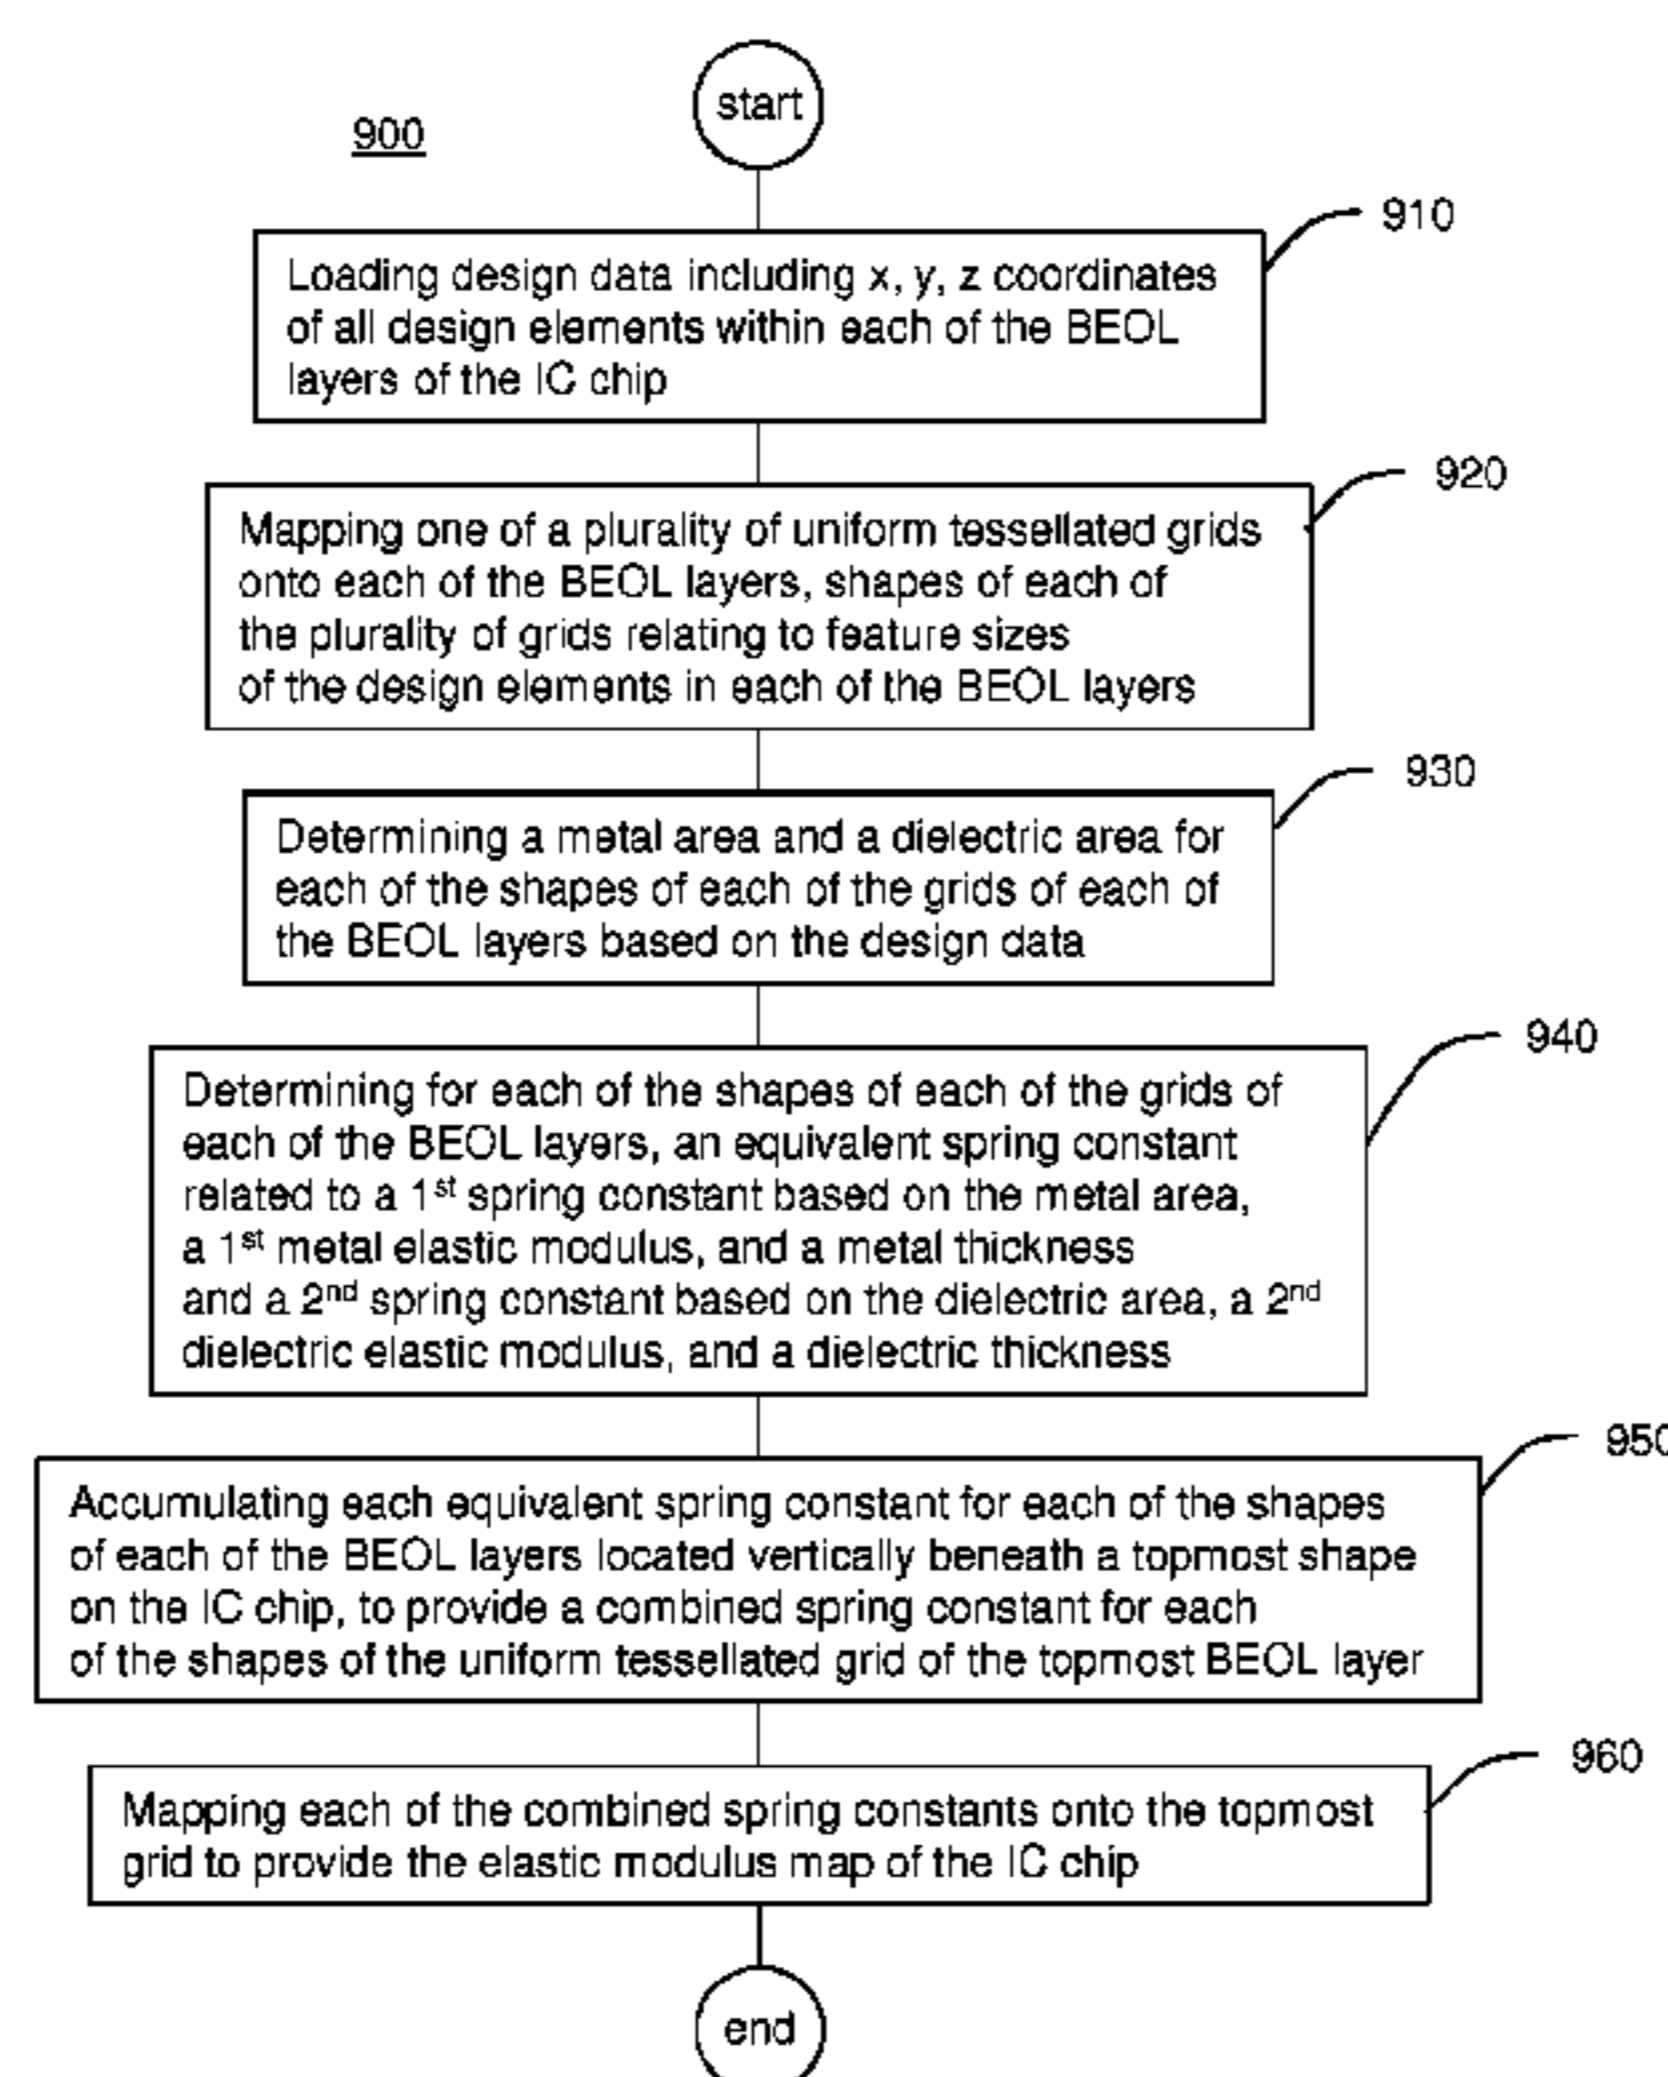 start
900
910
Loading design data including x, y, z coordinates
of all design elements within each of the BEOL
layers of the IC chip
920
Mapping one of a plurality of uniform tessellated grids
onto each of the BEOL layers, shapes of each of
the plurality of grids relating to feature sizes
of the design elements in each of the BEOL layers
930
Determining a metal area and a dielectric area for
each of the shapes of each of the grids of each of
the BEOL layers based on the design data
940
Determining for each of the shapes of each of the grids of
each of the BEOL layers, an equivalent spring constant
related to a 1st spring constant based on the metal area,
a 1st metal elastic modulus, and a metal thickness
and a 2nd spring constant based on the dielectric area, a 2nd
dielectric elastic modulus, and a dielectric thickness
950
Accumulating each equivalent spring constant for each of the shapes
of each of the BEOL layers located vertically beneath a topmost shape
on the IC chip, to provide a combined spring constant for each
of the shapes of the uniform tessellated grid of the topmost BEOL layer
960
Mapping each of the combined spring constants onto the topmost
grid to provide the elastic modulus map of the IC chip
end